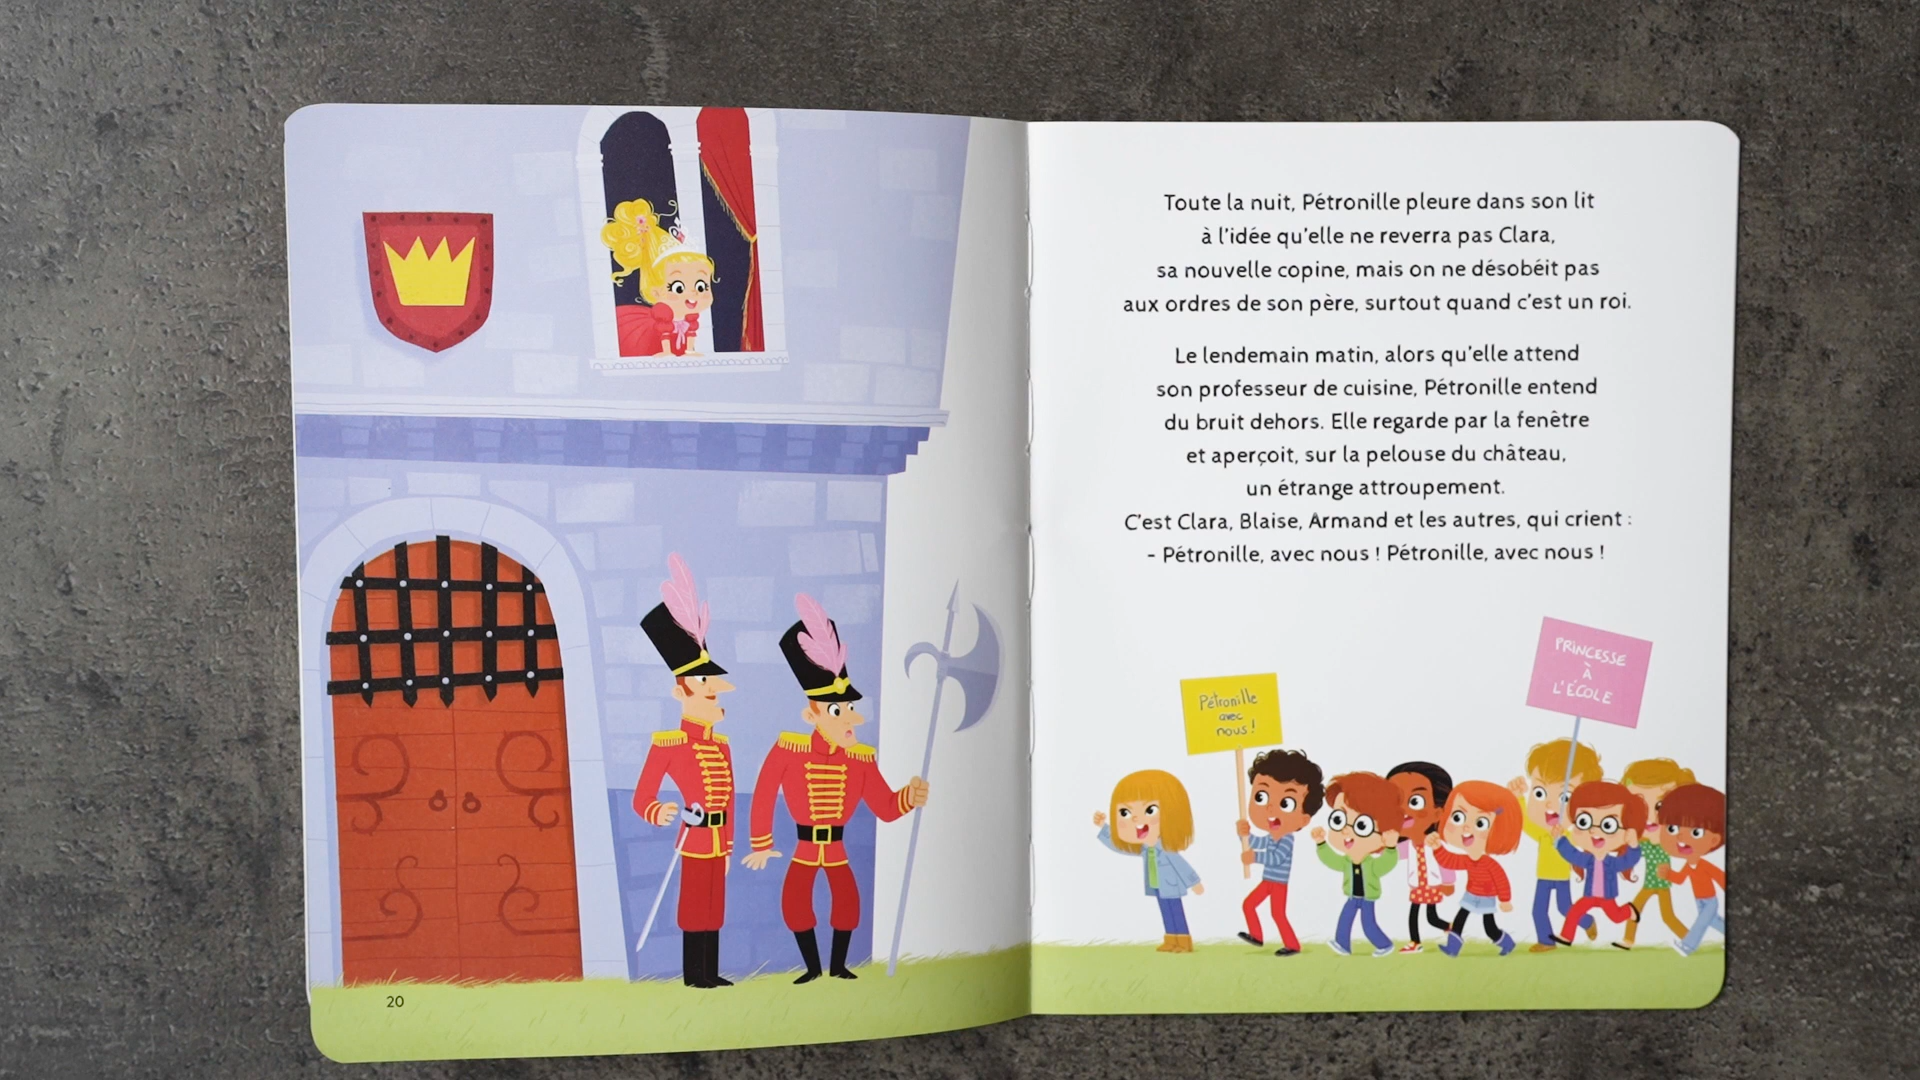 20
Toute la nuit, Pétronille pleure dans son lit
à l'idée qu'elle ne reverra pas Clara,
sa nouvelle copine, mais on ne désobéit pas
aux ordres de son père, surtout quand c'est un roi.
Le lendemain matin, alors qu'elle attend
son professeur de cuisine, Pétronille entend
du bruit dehors. Elle regarde par la fenêtre
et aperçoit, sur la pelouse du château,
un étrange attroupement.
C'est Clara, Blaise, Armand et les autres, qui crient :
- Pétronille, avec nous ! Pétronille, avec nous !
Pétronille
avec
nous !
PRINCESSE
À
L'ÉCOLE